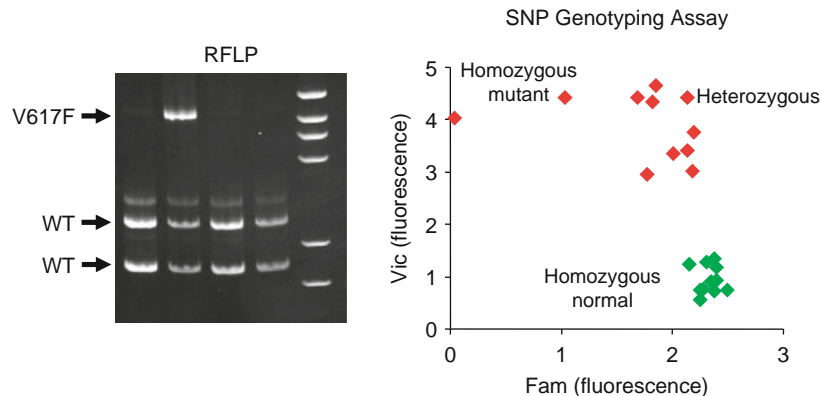 RFLP
V617F
WT
WT
SNP Genotyping Assay
Vic (fluorescence)
5
4
3
2
1
0
Homozygous
mutant
Heterozygous
Homozygous
normal
0
1
2
3
Fam (fluorescence)